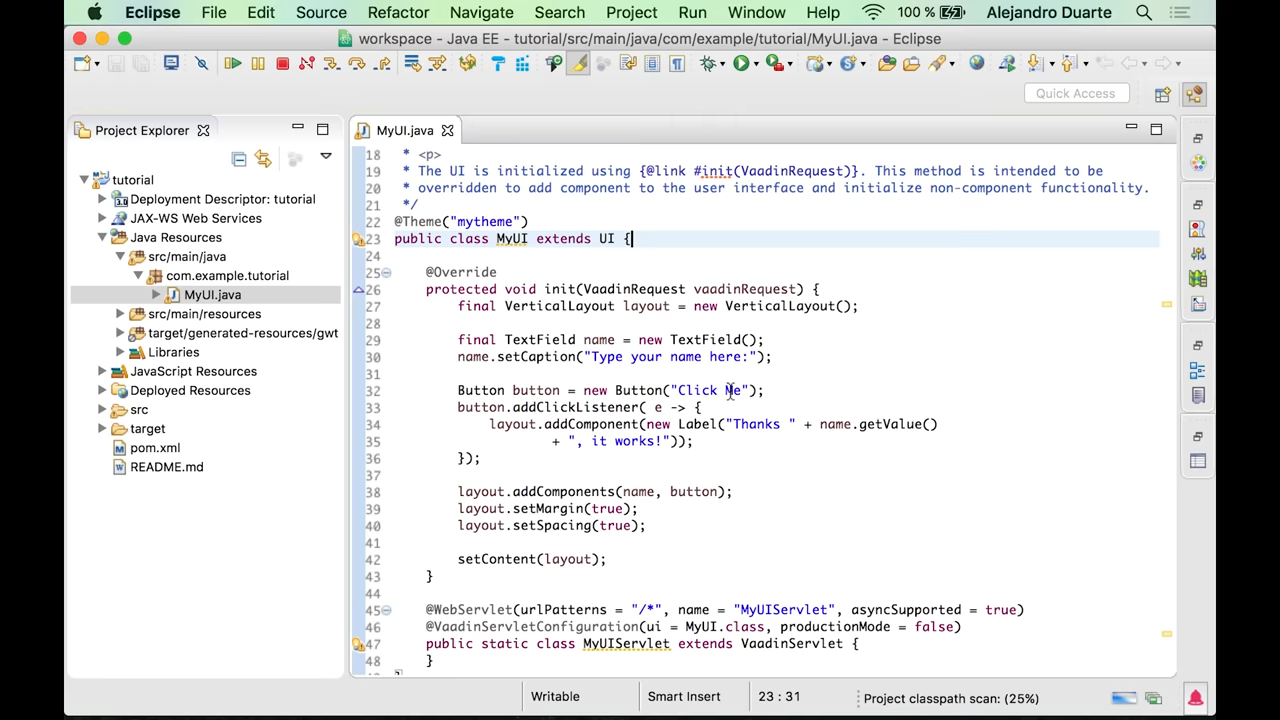 Eclipse File Edit Source Refactor Navigate Search Project Run Window Help 100 % Alejandro Duarte
workspace - Java EE - tutorial/src/main/java/com/example/tutorial/MyUI.java - Eclipse
Quick Access
Project Explorer
tutorial
Deployment Descriptor: tutorial
JAX-WS Web Services
Java Resources
src/main/java
com.example.tutorial
MyUI.java
src/main/resources
target/generated-resources/gwt
Libraries
JavaScript Resources
Deployed Resources
src
target
pom.xml
README.md
MyUI.java
18 * <p>
19 * The UI is initialized using {@link #init(VaadinRequest)}. This method is intended to be
20 * overridden to add component to the user interface and initialize non-component functionality.
21 */
22 @Theme("mytheme")
23 public class MyUI extends UI {
24
25 @Override
26 protected void init(VaadinRequest vaadinRequest) {
27 final VerticalLayout layout = new VerticalLayout();
28
29 final TextField name = new TextField();
30 name.setCaption("Type your name here:");
31
32 Button button = new Button("Click Me");
33 button.addClickListener( e -> {
34 layout.addComponent(new Label("Thanks " + name.getValue()
35 + ", it works!"));
36 });
37
38 layout.addComponents(name, button);
39 layout.setMargin(true);
40 layout.setSpacing(true);
41
42 setContent(layout);
43 }
44
45 @WebServlet(urlPatterns = "/*", name = "MyUIServlet", asyncSupported = true)
46 @VaadinServletConfiguration(ui = MyUI.class, productionMode = false)
47 public static class MyUIServlet extends VaadinServlet {
48 }
Writable Smart Insert 23 : 31 Project classpath scan: (25%)